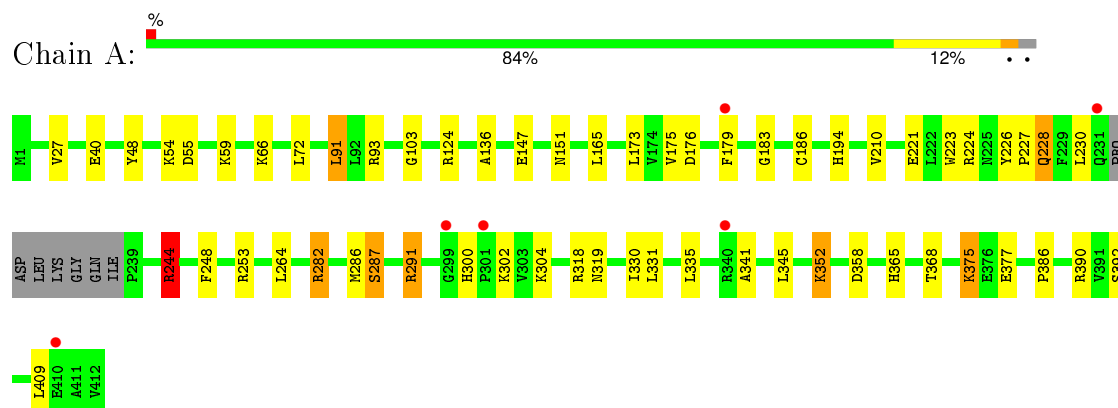 %
Chain A:
84% 12% • •
M1 V27 E40 Y48 K54 D55 K59 K66 L72 L91 L92 R93 G103 R124 A136 E147 N151 L165 L173 V174 V175 D176 F179 G183 C186 H194 V210 E221 L222 W223 R224 N225 Y226 P227 Q228 F229 L230 Q231 PRO
ASP LEU LYS GLY GLN ILE P239 R244 F248 R253 L264 R282 M286 S287 R291 G299 H300 P301 K302 V303 K304 R318 N319 I330 L331 L335 R340 A341 L345 K352 D358 H365 T368 K375 E376 E377 P386 R390 V391 S392
L409 E410 A411 V412